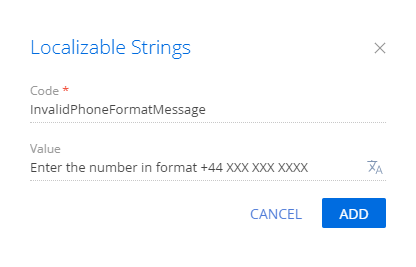 Localizable Strings
Code *
InvalidPhoneFormatMessage
Value
Enter the number in format +44 XXX XXX XXXX
CANCEL ADD